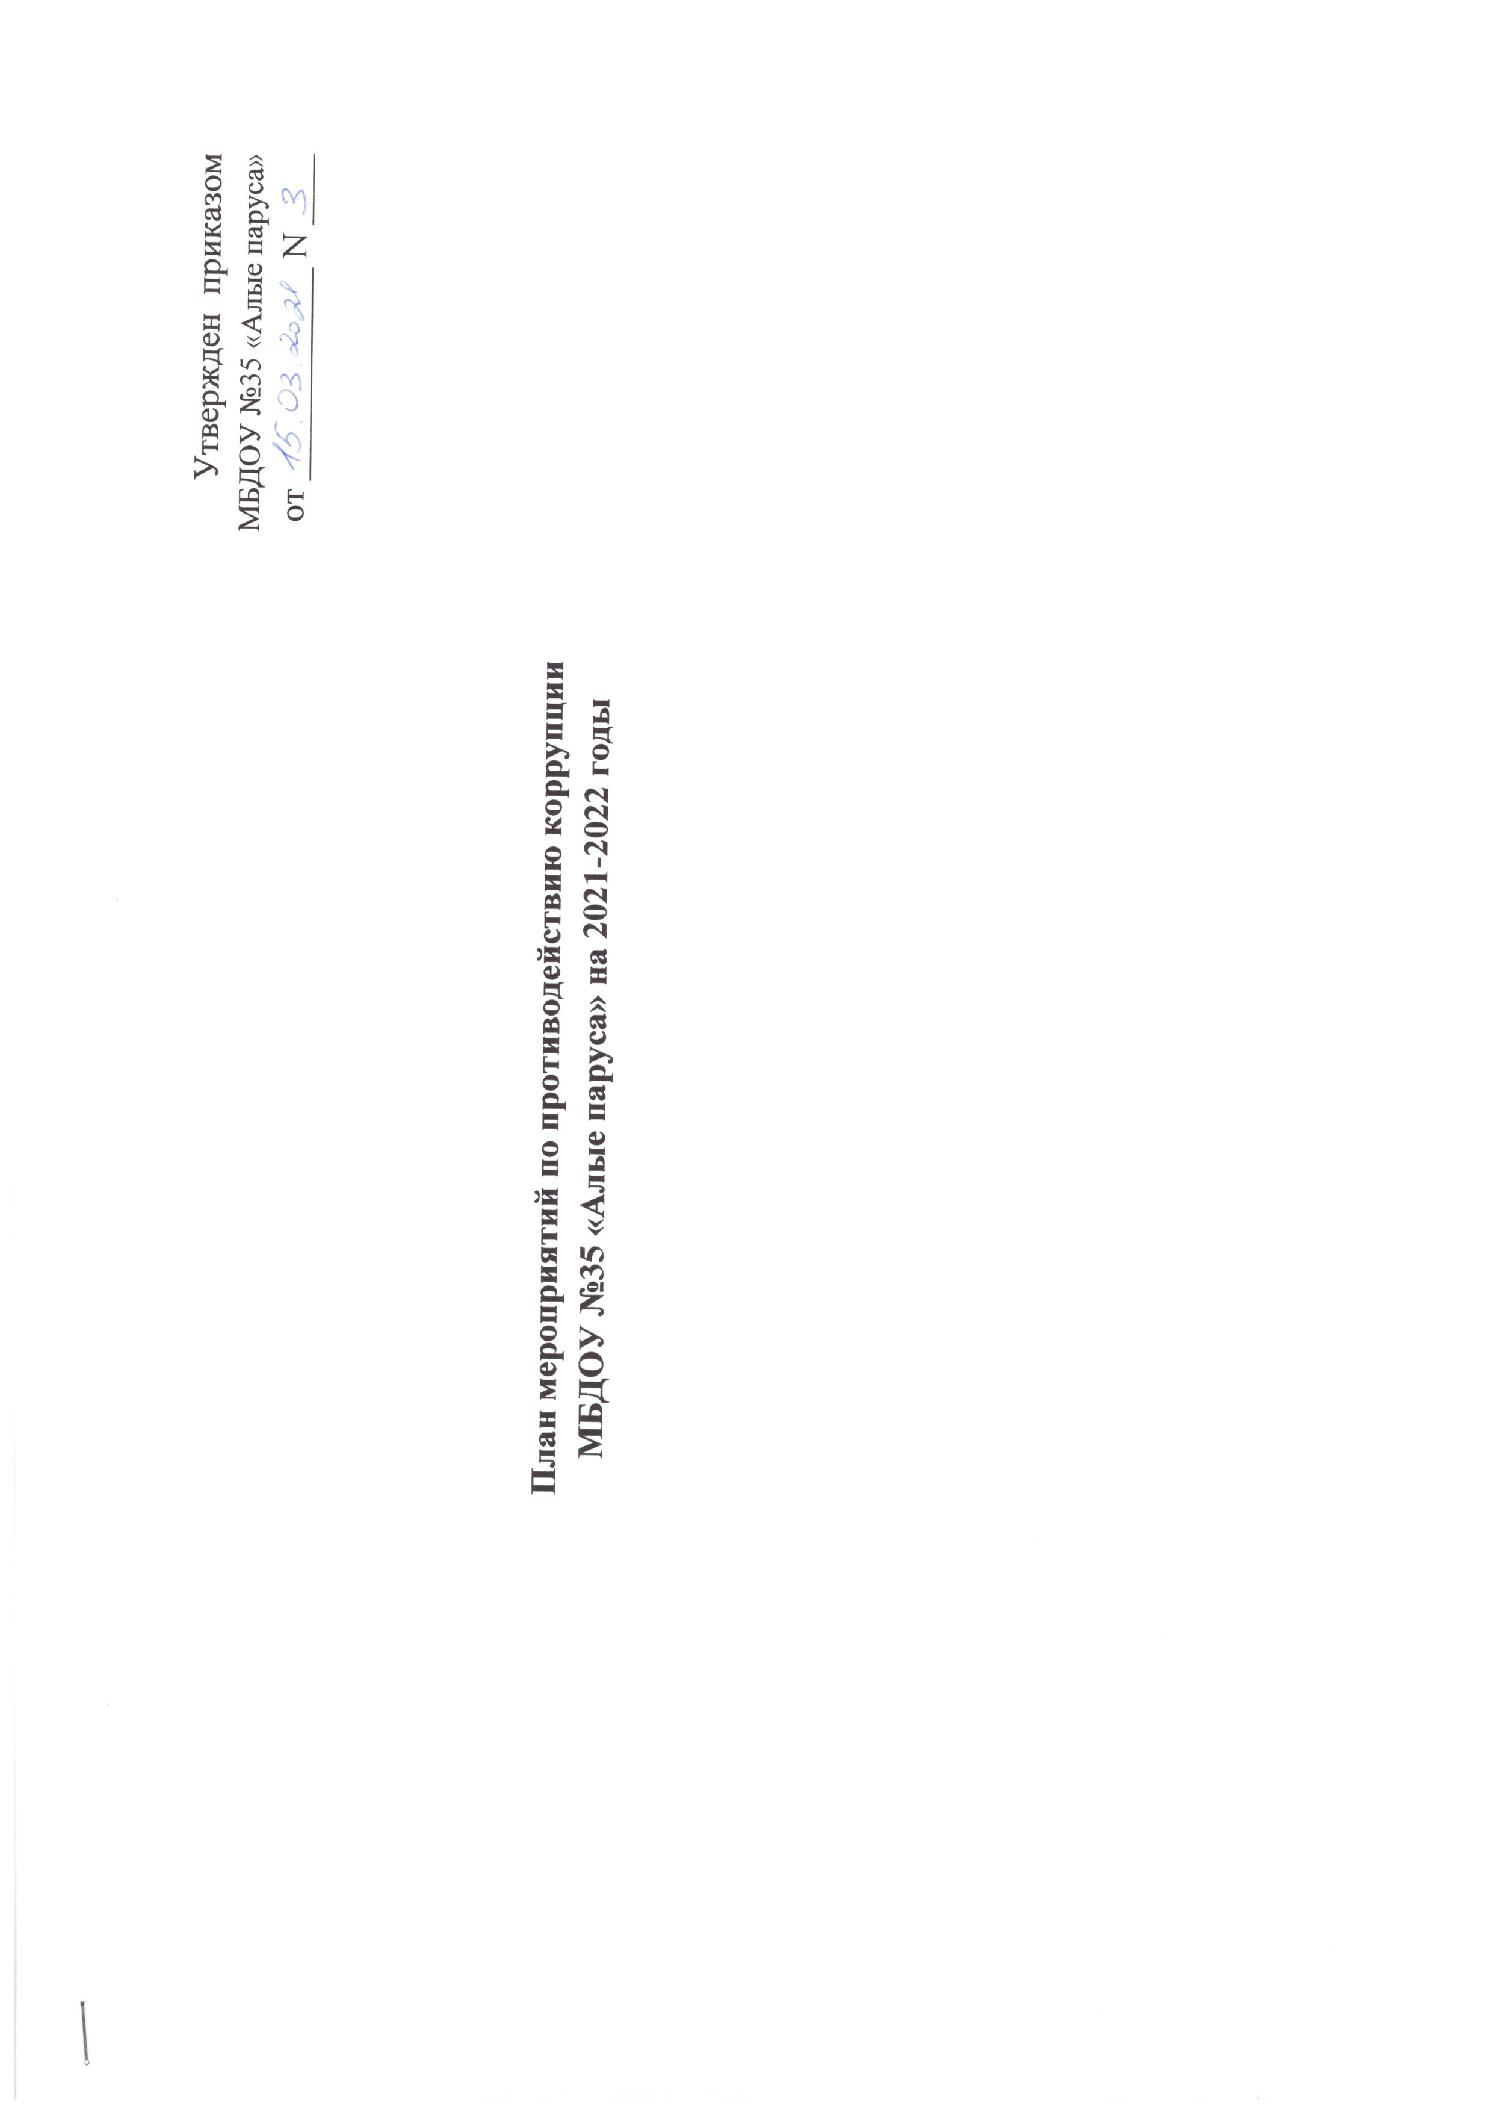 Утвержден приказом
МБДОУ №35 «Алые паруса»
от 15.03.2021 N 3
План мероприятий по противодействию коррупции
МБДОУ №35 «Алые паруса» на 2021-2022 годы